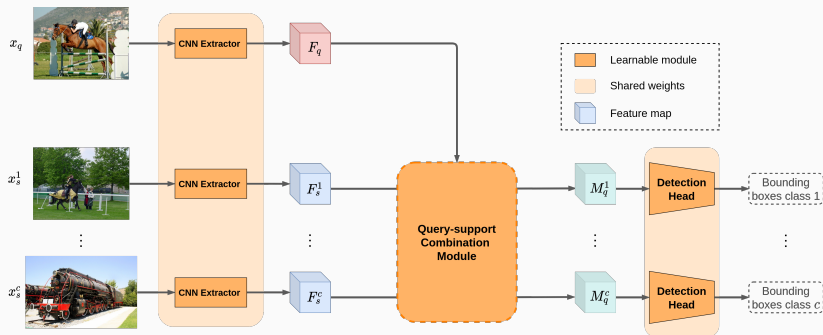 x_q
CNN Extractor
F_q
Learnable module
Shared weights
Feature map
x_s^1
CNN Extractor
F_s^1
Query-support
Combination
Module
M_q^1
Detection
Head
Bounding
boxes class 1
⋮
⋮
⋮
⋮
x_s^c
CNN Extractor
F_s^c
M_q^c
Detection
Head
Bounding
boxes class c